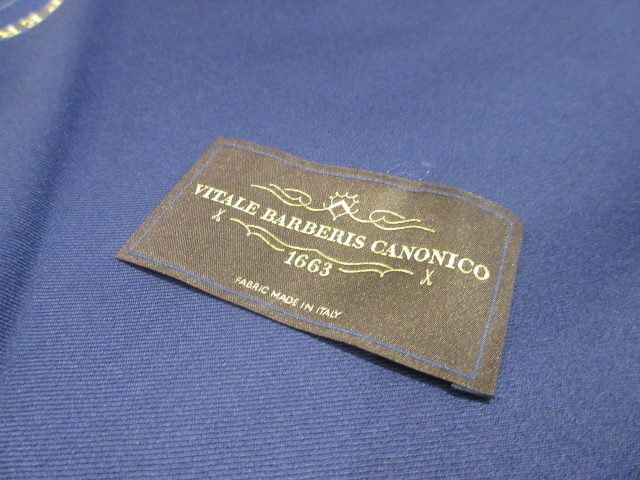 VITALE BARBERIS CANONICO
1663
FABRIC MADE IN ITALY